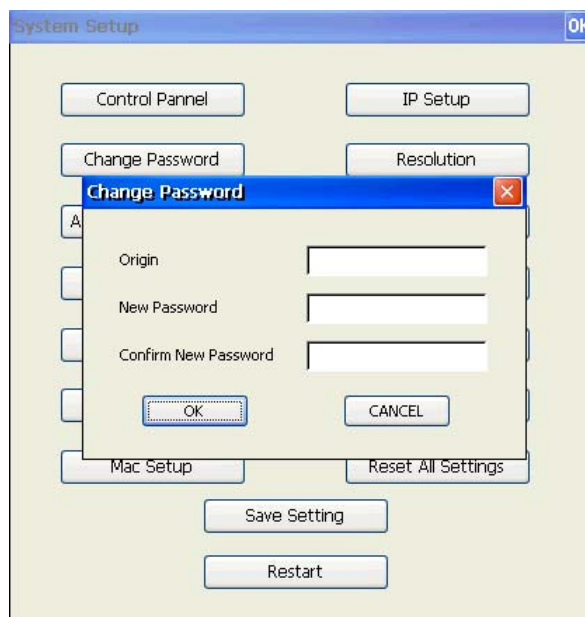 System Setup OK
Control Pannel IP Setup
Change Password Resolution
Change Password
A
Origin
New Password
Confirm New Password
OK CANCEL
Mac Setup Reset All Settings
Save Setting
Restart